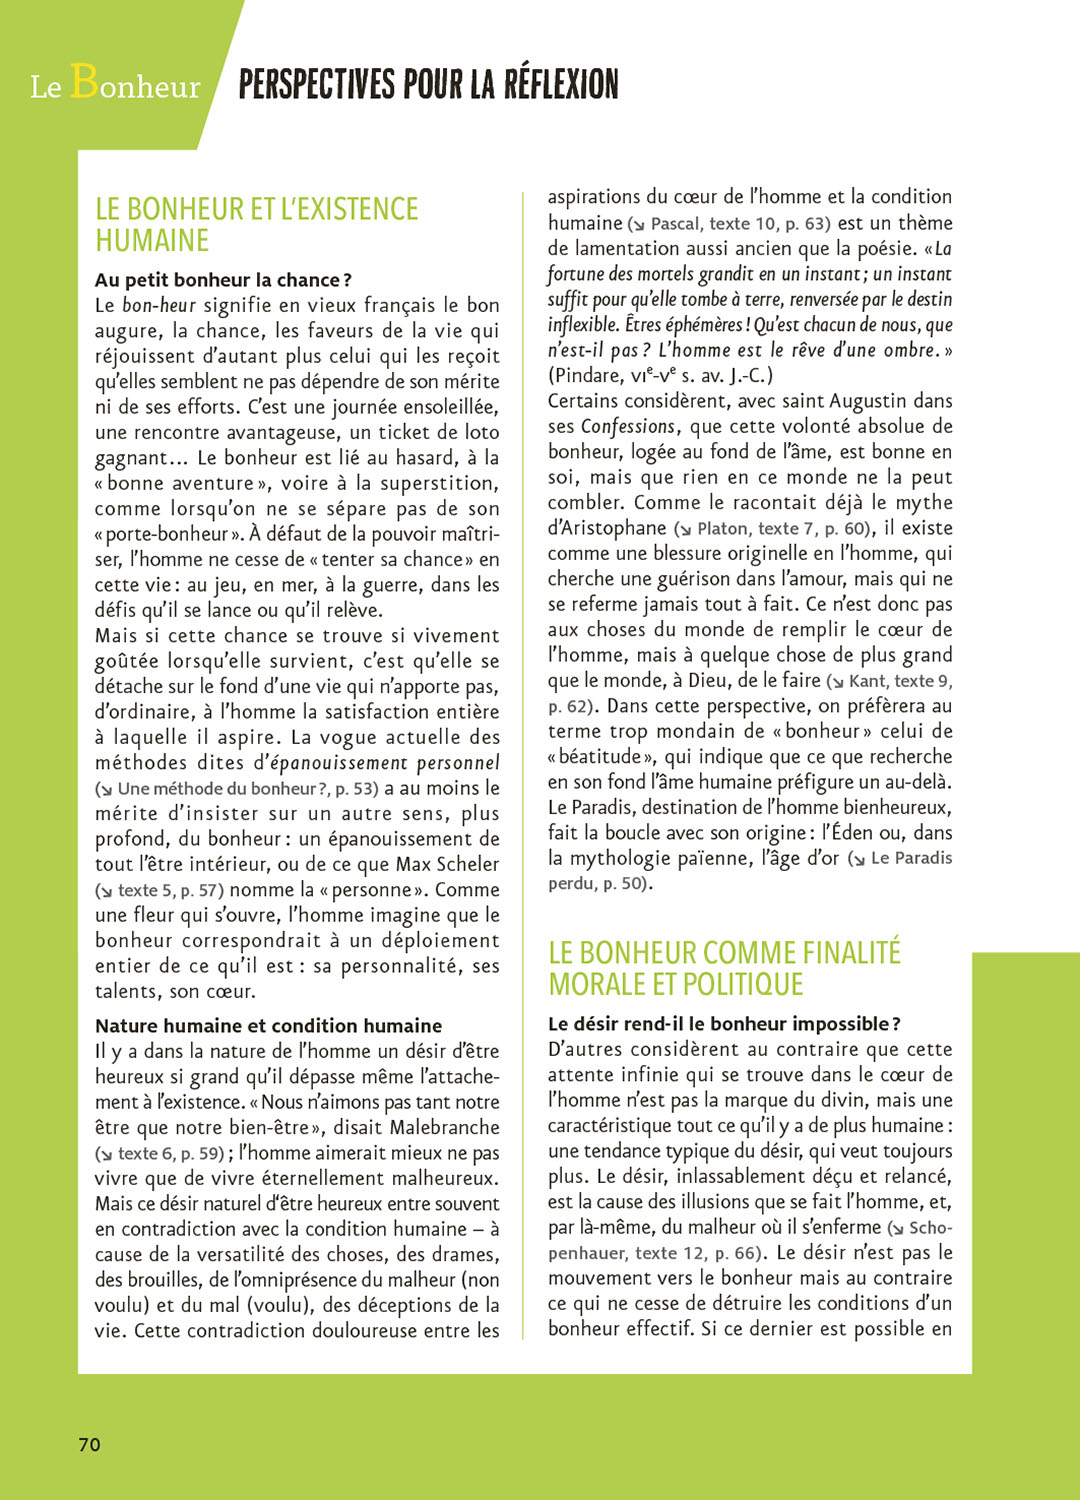 Le Bonheur
PERSPECTIVES POUR LA RÉFLEXION
LE BONHEUR ET L'EXISTENCE
HUMAINE
Au petit bonheur la chance ?
Le bon-heur signifie en vieux français le bon
augure, la chance, les faveurs de la vie qui
réjouissent d'autant plus celui qui les reçoit
qu'elles semblent ne pas dépendre de son mérite
ni de ses efforts. C'est une journée ensoleillée,
une rencontre avantageuse, un ticket de loto
gagnant... Le bonheur est lié au hasard, à la
« bonne aventure », voire à la superstition,
comme lorsqu'on ne se sépare pas de son
« porte-bonheur ». À défaut de la pouvoir maîtri-
ser, l'homme ne cesse de « tenter sa chance » en
cette vie : au jeu, en mer, à la guerre, dans les
défis qu'il se lance ou qu'il relève.
Mais si cette chance se trouve si vivement
goûtée lorsqu'elle survient, c'est qu'elle se
détache sur le fond d'une vie qui n'apporte pas,
d'ordinaire, à l'homme la satisfaction entière
à laquelle il aspire. La vogue actuelle des
méthodes dites d'épanouissement personnel
(↘ Une méthode du bonheur ?, p. 53) a au moins le
mérite d'insister sur un autre sens, plus
profond, du bonheur : un épanouissement de
tout l'être intérieur, ou de ce que Max Scheler
(↘ texte 5, p. 57) nomme la « personne ». Comme
une fleur qui s'ouvre, l'homme imagine que le
bonheur correspondrait à un déploiement
entier de ce qu'il est : sa personnalité, ses
talents, son cœur.
Nature humaine et condition humaine
Il y a dans la nature de l'homme un désir d'être
heureux si grand qu'il dépasse même l'attache-
ment à l'existence. « Nous n'aimons pas tant notre
être que notre bien-être », disait Malebranche
(↘ texte 6, p. 59) ; l'homme aimerait mieux ne pas
vivre que de vivre éternellement malheureux.
Mais ce désir naturel d'être heureux entre souvent
en contradiction avec la condition humaine – à
cause de la versatilité des choses, des drames,
des brouilles, de l'omniprésence du malheur (non
voulu) et du mal (voulu), des déceptions de la
vie. Cette contradiction douloureuse entre les
aspirations du cœur de l'homme et la condition
humaine (↘ Pascal, texte 10, p. 63) est un thème
de lamentation aussi ancien que la poésie. « La
fortune des mortels grandit en un instant ; un instant
suffit pour qu'elle tombe à terre, renversée par le destin
inflexible. Êtres éphémères ! Qu'est chacun de nous, que
n'est-il pas ? L'homme est le rêve d'une ombre. »
(Pindare, VIe-Ve s. av. J.-C.)
Certains considèrent, avec saint Augustin dans
ses Confessions, que cette volonté absolue de
bonheur, logée au fond de l'âme, est bonne en
soi, mais que rien en ce monde ne la peut
combler. Comme le racontait déjà le mythe
d'Aristophane (↘ Platon, texte 7, p. 60), il existe
comme une blessure originelle en l'homme, qui
cherche une guérison dans l'amour, mais qui ne
se referme jamais tout à fait. Ce n'est donc pas
aux choses du monde de remplir le cœur de
l'homme, mais à quelque chose de plus grand
que le monde, à Dieu, de le faire (↘ Kant, texte 9,
p. 62). Dans cette perspective, on préfèrera au
terme trop mondain de « bonheur » celui de
« béatitude », qui indique que ce que recherche
en son fond l'âme humaine préfigure un au-delà.
Le Paradis, destination de l'homme bienheureux,
fait la boucle avec son origine : l'Éden ou, dans
la mythologie païenne, l'âge d'or (↘ Le Paradis
perdu, p. 50).
LE BONHEUR COMME FINALITÉ
MORALE ET POLITIQUE
Le désir rend-il le bonheur impossible ?
D'autres considèrent au contraire que cette
attente infinie qui se trouve dans le cœur de
l'homme n'est pas la marque du divin, mais une
caractéristique tout ce qu'il y a de plus humaine :
une tendance typique du désir, qui veut toujours
plus. Le désir, inlassablement déçu et relancé,
est la cause des illusions que se fait l'homme, et,
par là-même, du malheur où il s'enferme (↘ Scho-
penhauer, texte 12, p. 66). Le désir n'est pas le
mouvement vers le bonheur mais au contraire
ce qui ne cesse de détruire les conditions d'un
bonheur effectif. Si ce dernier est possible en
70